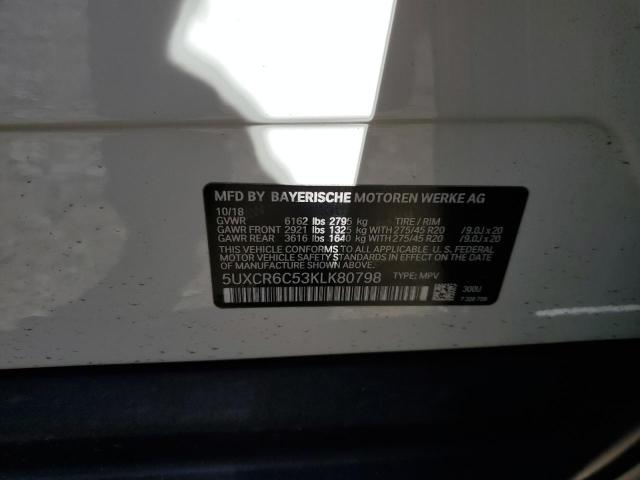 MFD BY BAYERISCHE MOTOREN WERKE AG
10/18
GVWR 6162 lbs 2795 kg TIRE / RIM
GAWR FRONT 2921 lbs 1325 kg WITH 275/45 R20 /9.0J x 20
GAWR REAR 3616 lbs 1640 kg WITH 275/45 R20 /9.0J x 20
THIS VEHICLE CONFORMS TO ALL APPLICABLE U. S. FEDERAL
MOTOR VEHICLE SAFETY STANDARDS IN EFFECT ON THE DATE
OF MANUFACTURE SHOWN ABOVE.
5UXCR6C53KLK80798 TYPE: MPV
300U